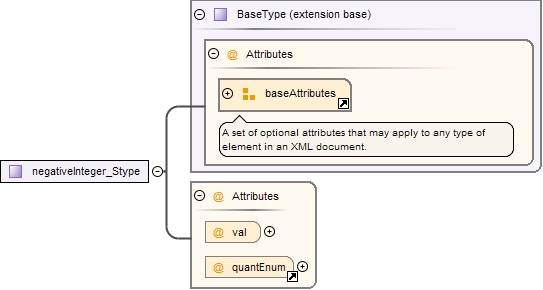 BaseType (extension base)
@ Attributes
baseAttributes
A set of optional attributes that may apply to any type of
element in an XML document.
negativeInteger_Stype
@ Attributes
@ val
@ quantEnum